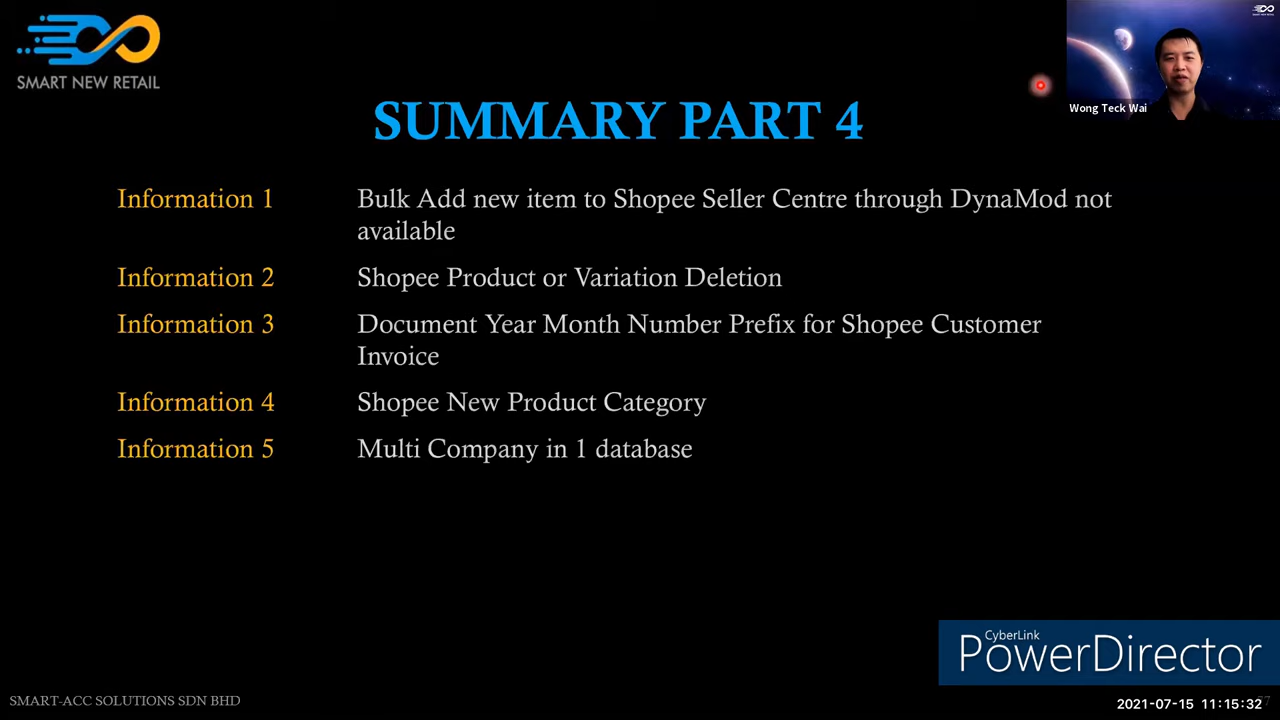 SMART NEW RETAIL
Wong Teck Wai
SUMMARY PART 4
Information 1 Bulk Add new item to Shopee Seller Centre through DynaMod not
available
Information 2 Shopee Product or Variation Deletion
Information 3 Document Year Month Number Prefix for Shopee Customer
Invoice
Information 4 Shopee New Product Category
Information 5 Multi Company in 1 database
CyberLink
PowerDirector
SMART-ACC SOLUTIONS SDN BHD
2021-07-15 11:15:32